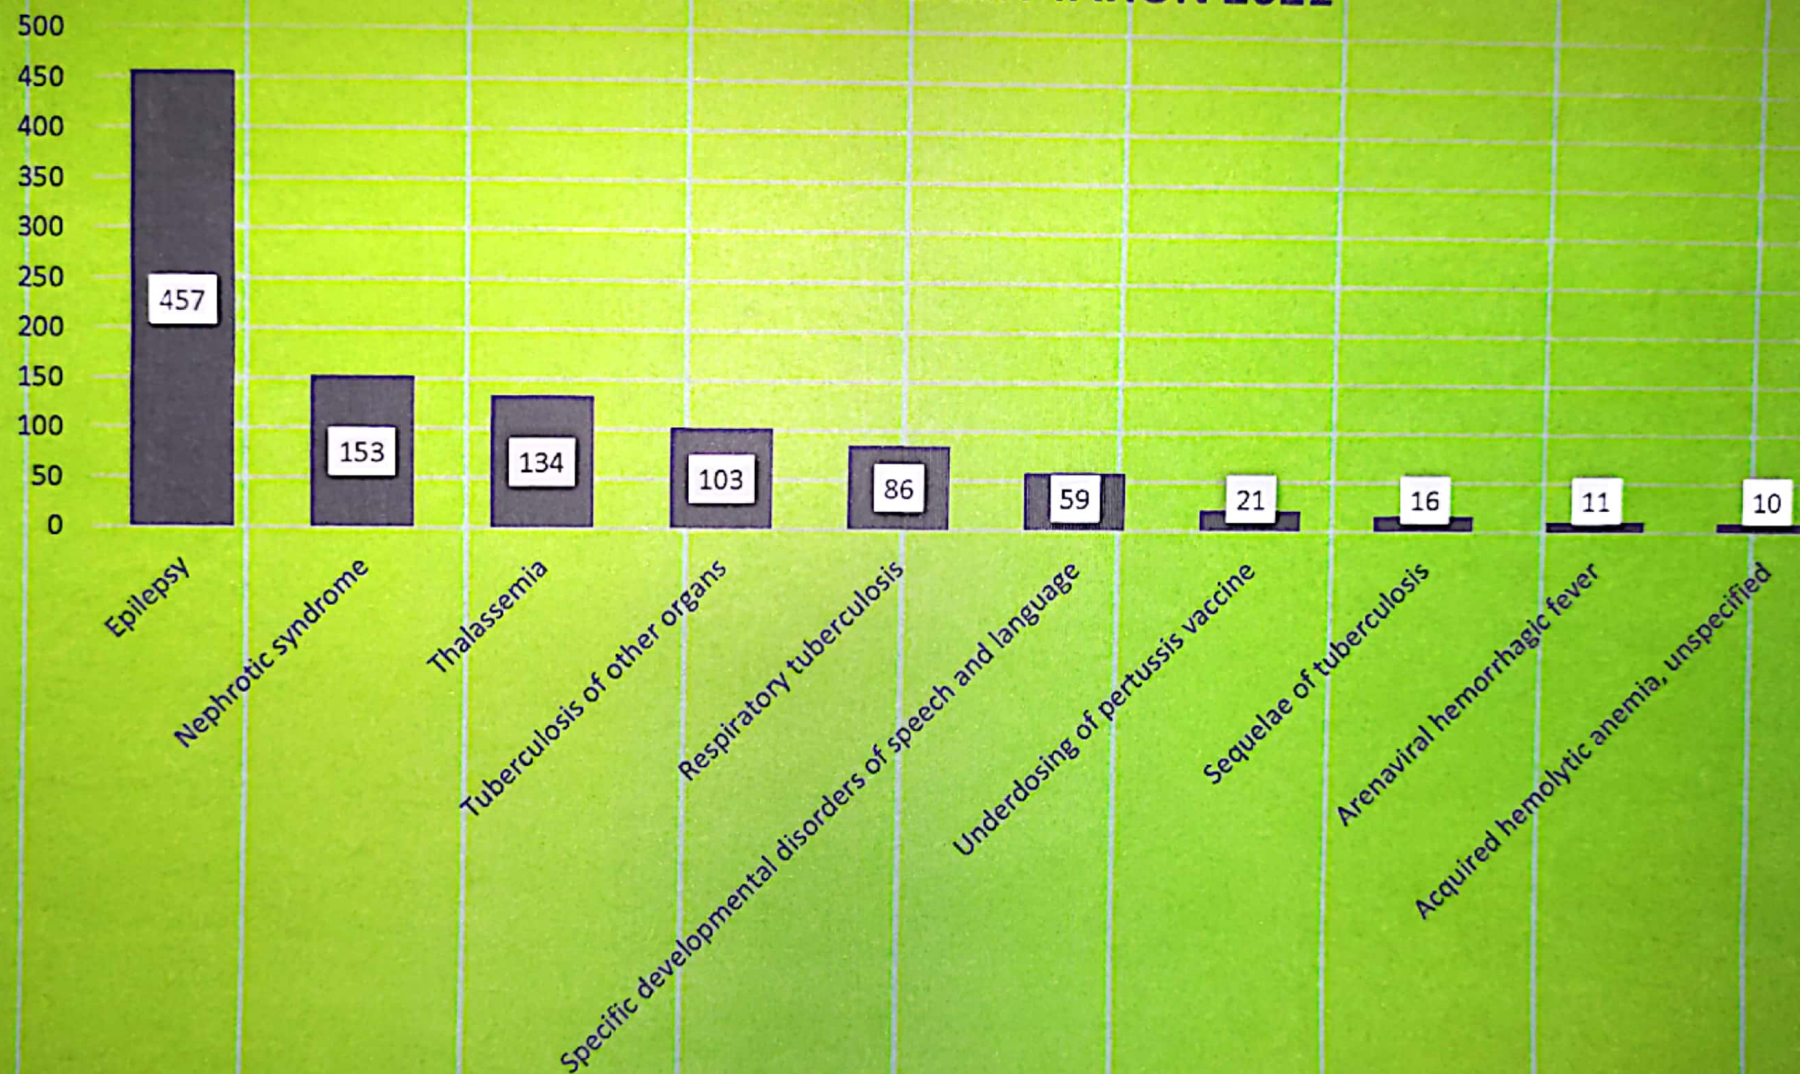 2022
500
450
400
350
300
250
200
150
100
50
0
457
153
134
103
86
59
21
16
11
10
Epilepsy
Nephrotic syndrome
Thalassemia
Tuberculosis of other organs
Respiratory tuberculosis
Specific developmental disorders of speech and language
Underdosing of pertussis vaccine
Sequelae of tuberculosis
Arenaviral hemorrhagic fever
Acquired hemolytic anemia, unspecified